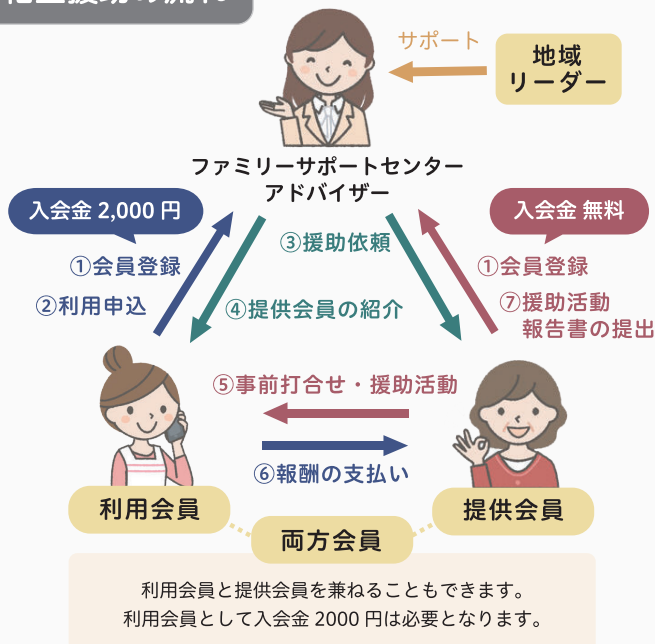 サポート
地域
リーダー
ファミリーサポートセンター
アドバイザー
入会金 2,000 円
入会金 無料
①会員登録
②利用申込
③援助依頼
④提供会員の紹介
①会員登録
⑦援助活動
報告書の提出
⑤事前打合せ・援助活動
⑥報酬の支払い
利用会員
提供会員
両方会員
利用会員と提供会員を兼ねることもできます。
利用会員として入会金 2000 円は必要となります。